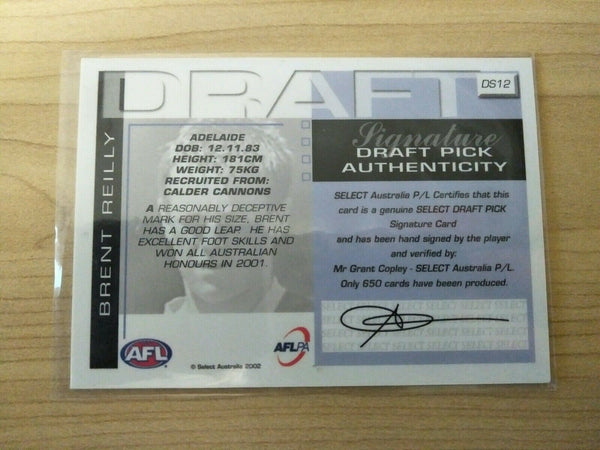 DRAFT
DS12
BRENT REILLY
ADELAIDE
DOB: 12.11.83
HEIGHT: 181CM
WEIGHT: 75KG
RECRUITED FROM:
CALDER CANNONS
A REASONABLY DECEPTIVE
MARK FOR HIS SIZE, BRENT
HAS A GOOD LEAP. HE HAS
EXCELLENT FOOT SKILLS AND
WON ALL AUSTRALIAN
HONOURS IN 2001.
Signature
DRAFT PICK
AUTHENTICITY
SELECT Australia P/L Certifies that this
card is a genuine SELECT DRAFT PICK
Signature Card
and has been hand signed by the player
and verified by:
Mr Grant Copley - SELECT Australia P/L.
Only 650 cards have been produced.
AFL
AFLPA
© Select Australia 2002